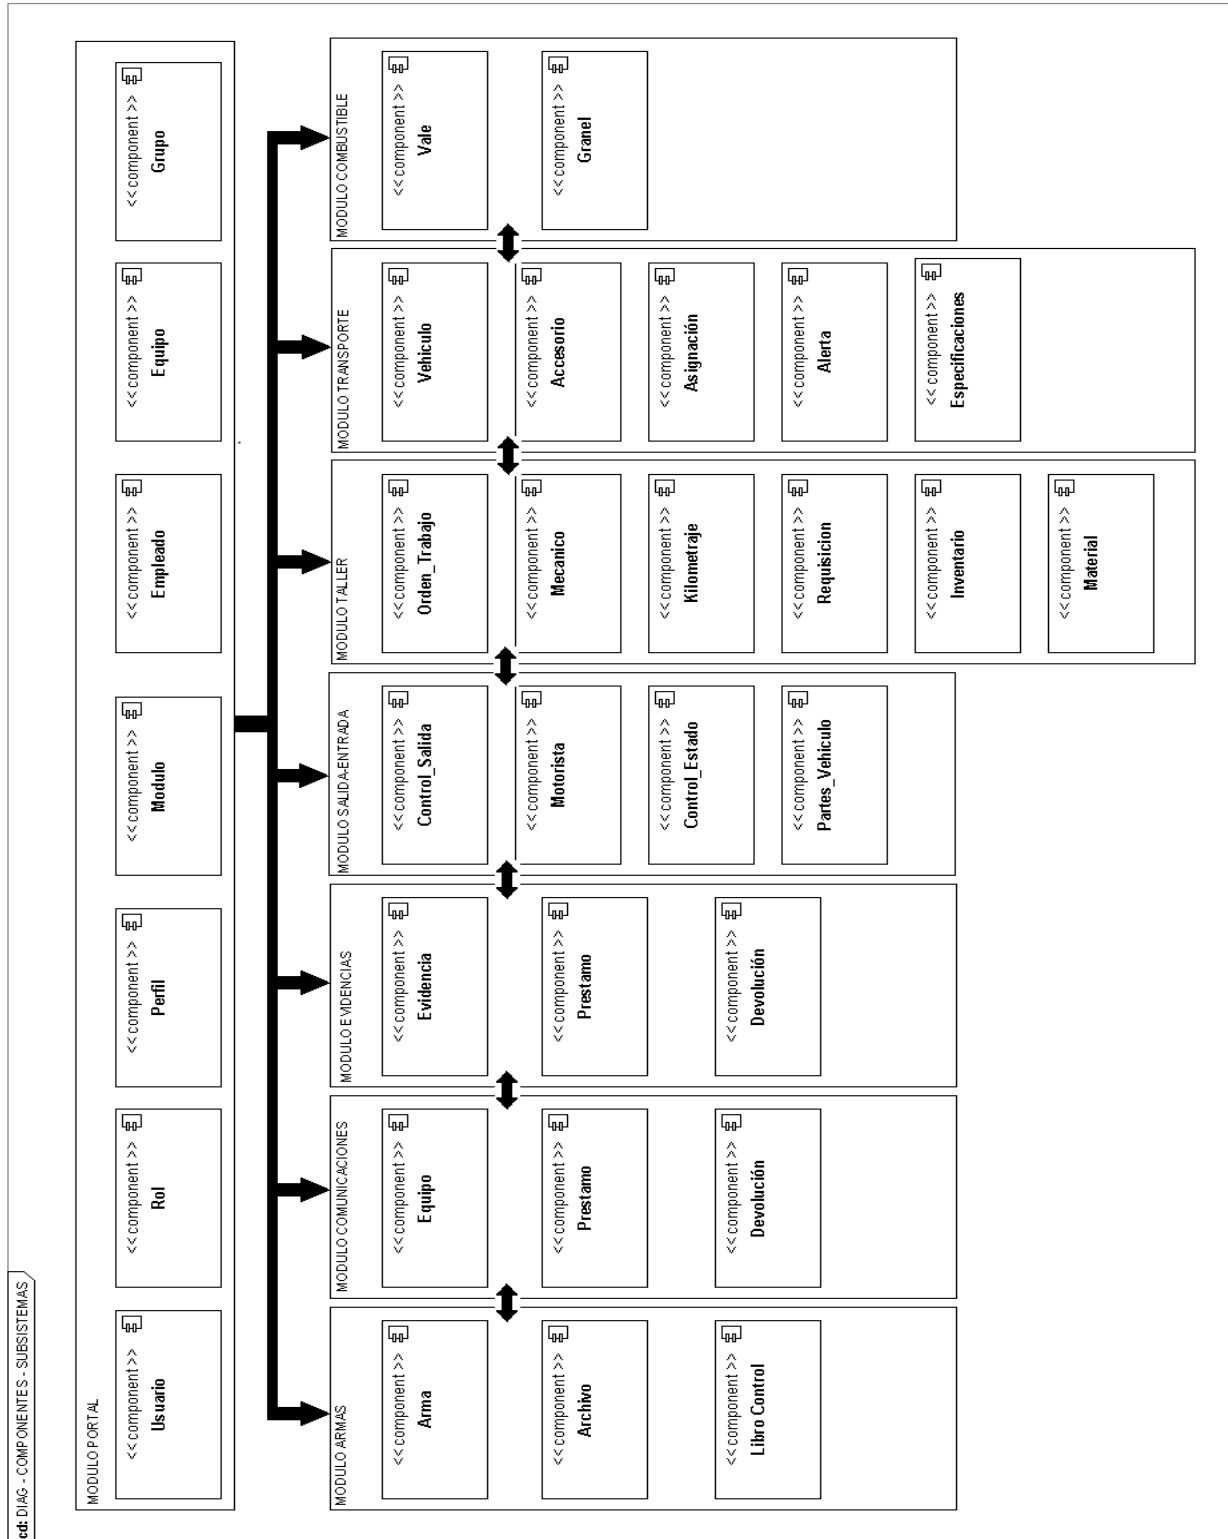 cd: DIAG - COMPONENTES - SUBSISTEMAS
MODULO PORTAL
<<component >>
Usuario
<<component >>
Rol
<<component >>
Perfil
<<component >>
Modulo
<<component >>
Empleado
<<component >>
Equipo
<<component >>
Grupo
MODULO ARMAS
<<component >>
Arma
<<component >>
Archivo
<<component >>
Libro Control
MODULO COMUNICACIONES
<<component >>
Equipo
<<component >>
Prestamo
<<component >>
Devolución
MODULO EVIDENCIAS
<<component >>
Evidencia
<<component >>
Prestamo
<<component >>
Devolución
MODULO SALIDA-ENTRADA
<<component >>
Control_Salida
<<component >>
Motorista
<<component >>
Control_Estado
<<component >>
Partes_Vehiculo
MODULO TALLER
<<component >>
Orden_Trabajo
<<component >>
Mecanico
<<component >>
Kilometraje
<<component >>
Requisicion
<<component >>
Inventario
<<component >>
Material
MODULO TRANSPORTE
<<component >>
Vehiculo
<<component >>
Accesorio
<<component >>
Asignación
<<component >>
Alerta
<<component >>
Especificaciones
MODULO COMBUSTIBLE
<<component >>
Vale
<<component >>
Granel